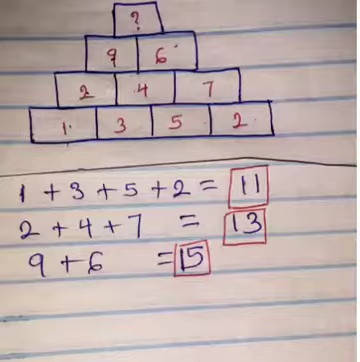 ?
9 6
2 4 7
1 3 5 2
1 + 3 + 5 + 2 = 11
2 + 4 + 7 = 13
9 + 6 = 15